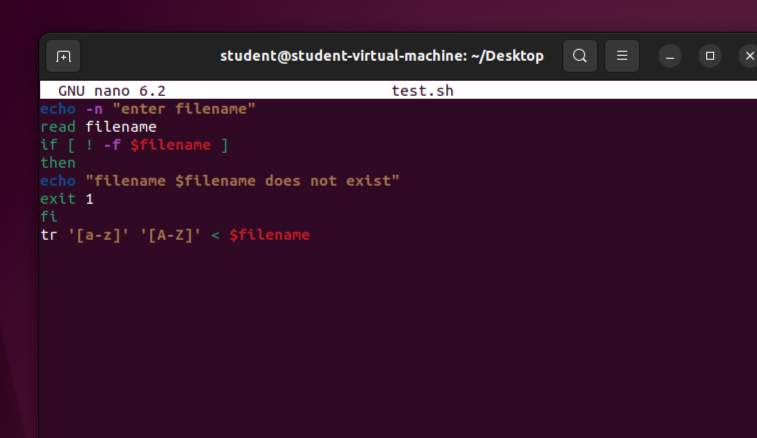 student@student-virtual-machine: ~/Desktop
GNU nano 6.2 test.sh
echo -n "enter filename"
read filename
if [ ! -f $filename ]
then
echo "filename $filename does not exist"
exit 1
fi
tr '[a-z]' '[A-Z]' < $filename